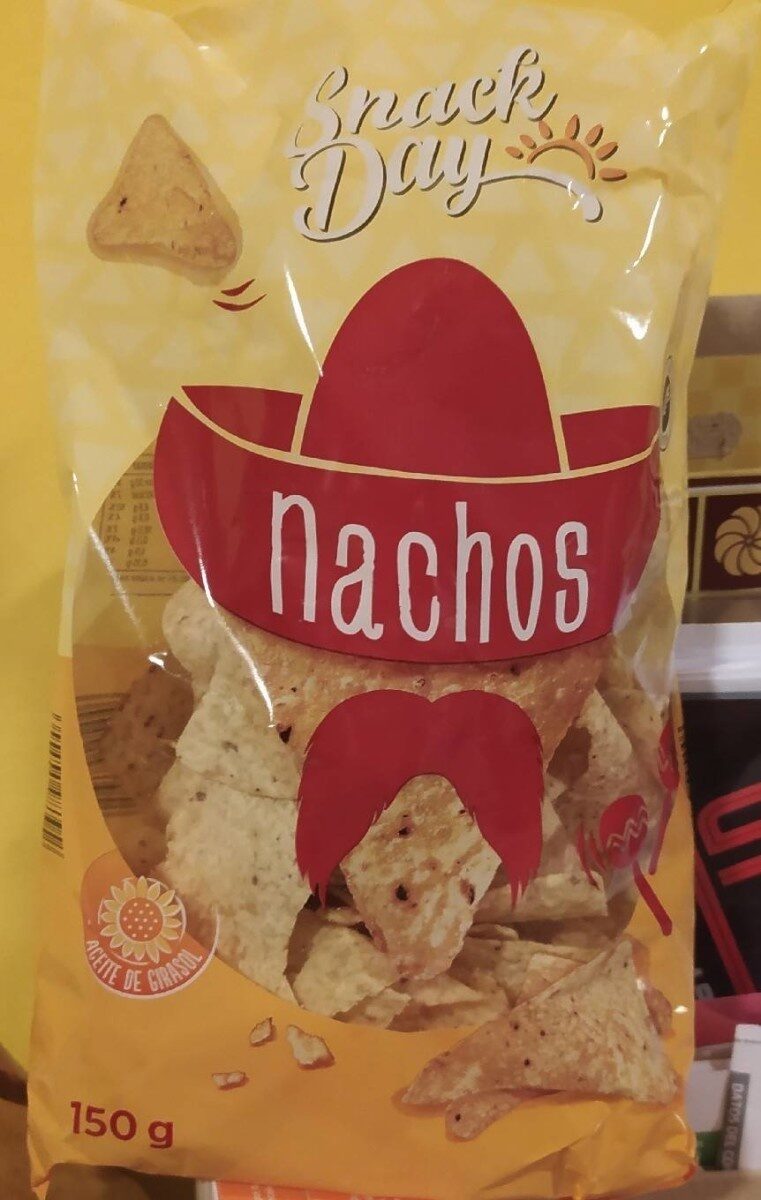 Snack
Day
nachos
ACEITE DE GIRASOL
150 g